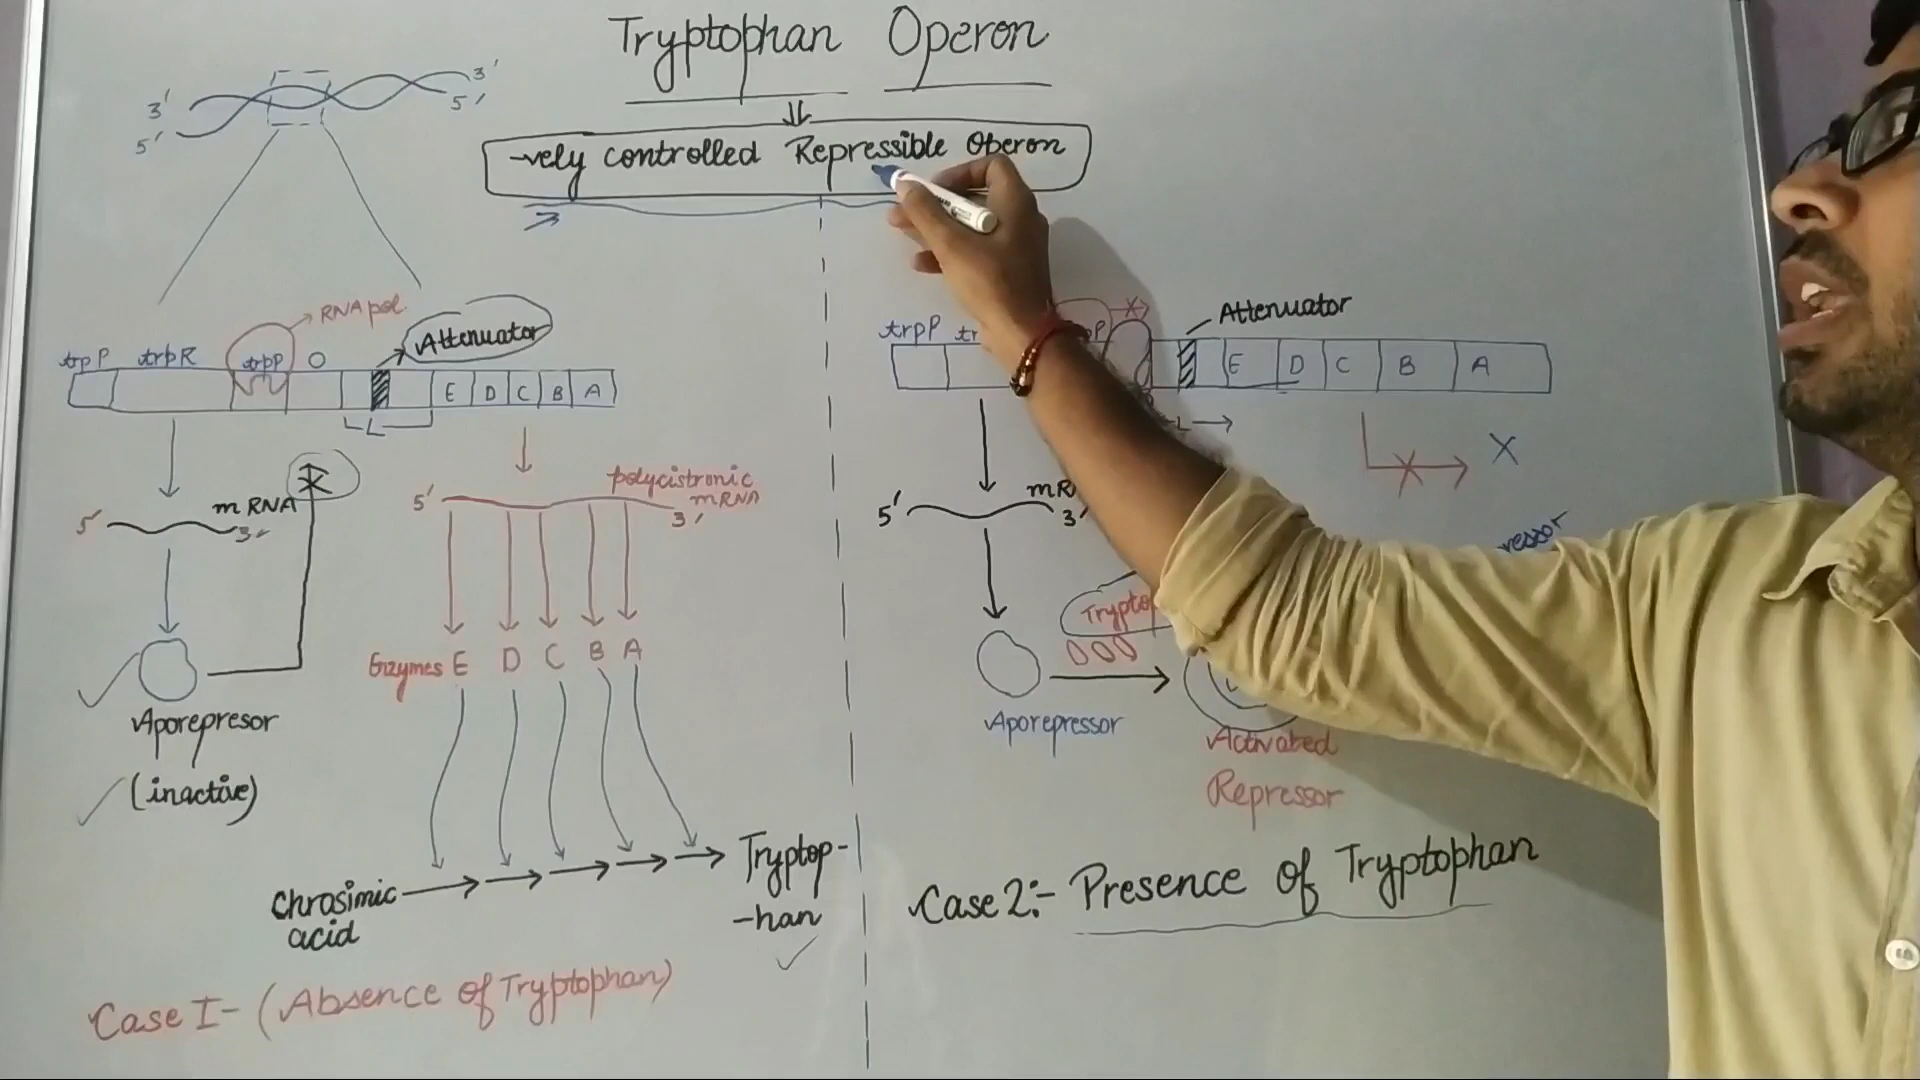 Tryptophan Operon
-vely controlled Repressible Operon
3'
5'
3'
5'
RNA pol.
Attenuator
trpP trpR trpP O
E D C B A
L
mRNA
5'
3'
Aporepresor
(inactive)
polycistronic
mRNA
5'
3'
Enzymes E D C B A
Chrosimic
acid
Tryptop-
-han
Case I- (Absence of Tryptophan)
Attenuator
trpP
E D C B A
L
X
5'
3'
Aporepressor
Activated
Repressor
Case 2:- Presence of Tryptophan